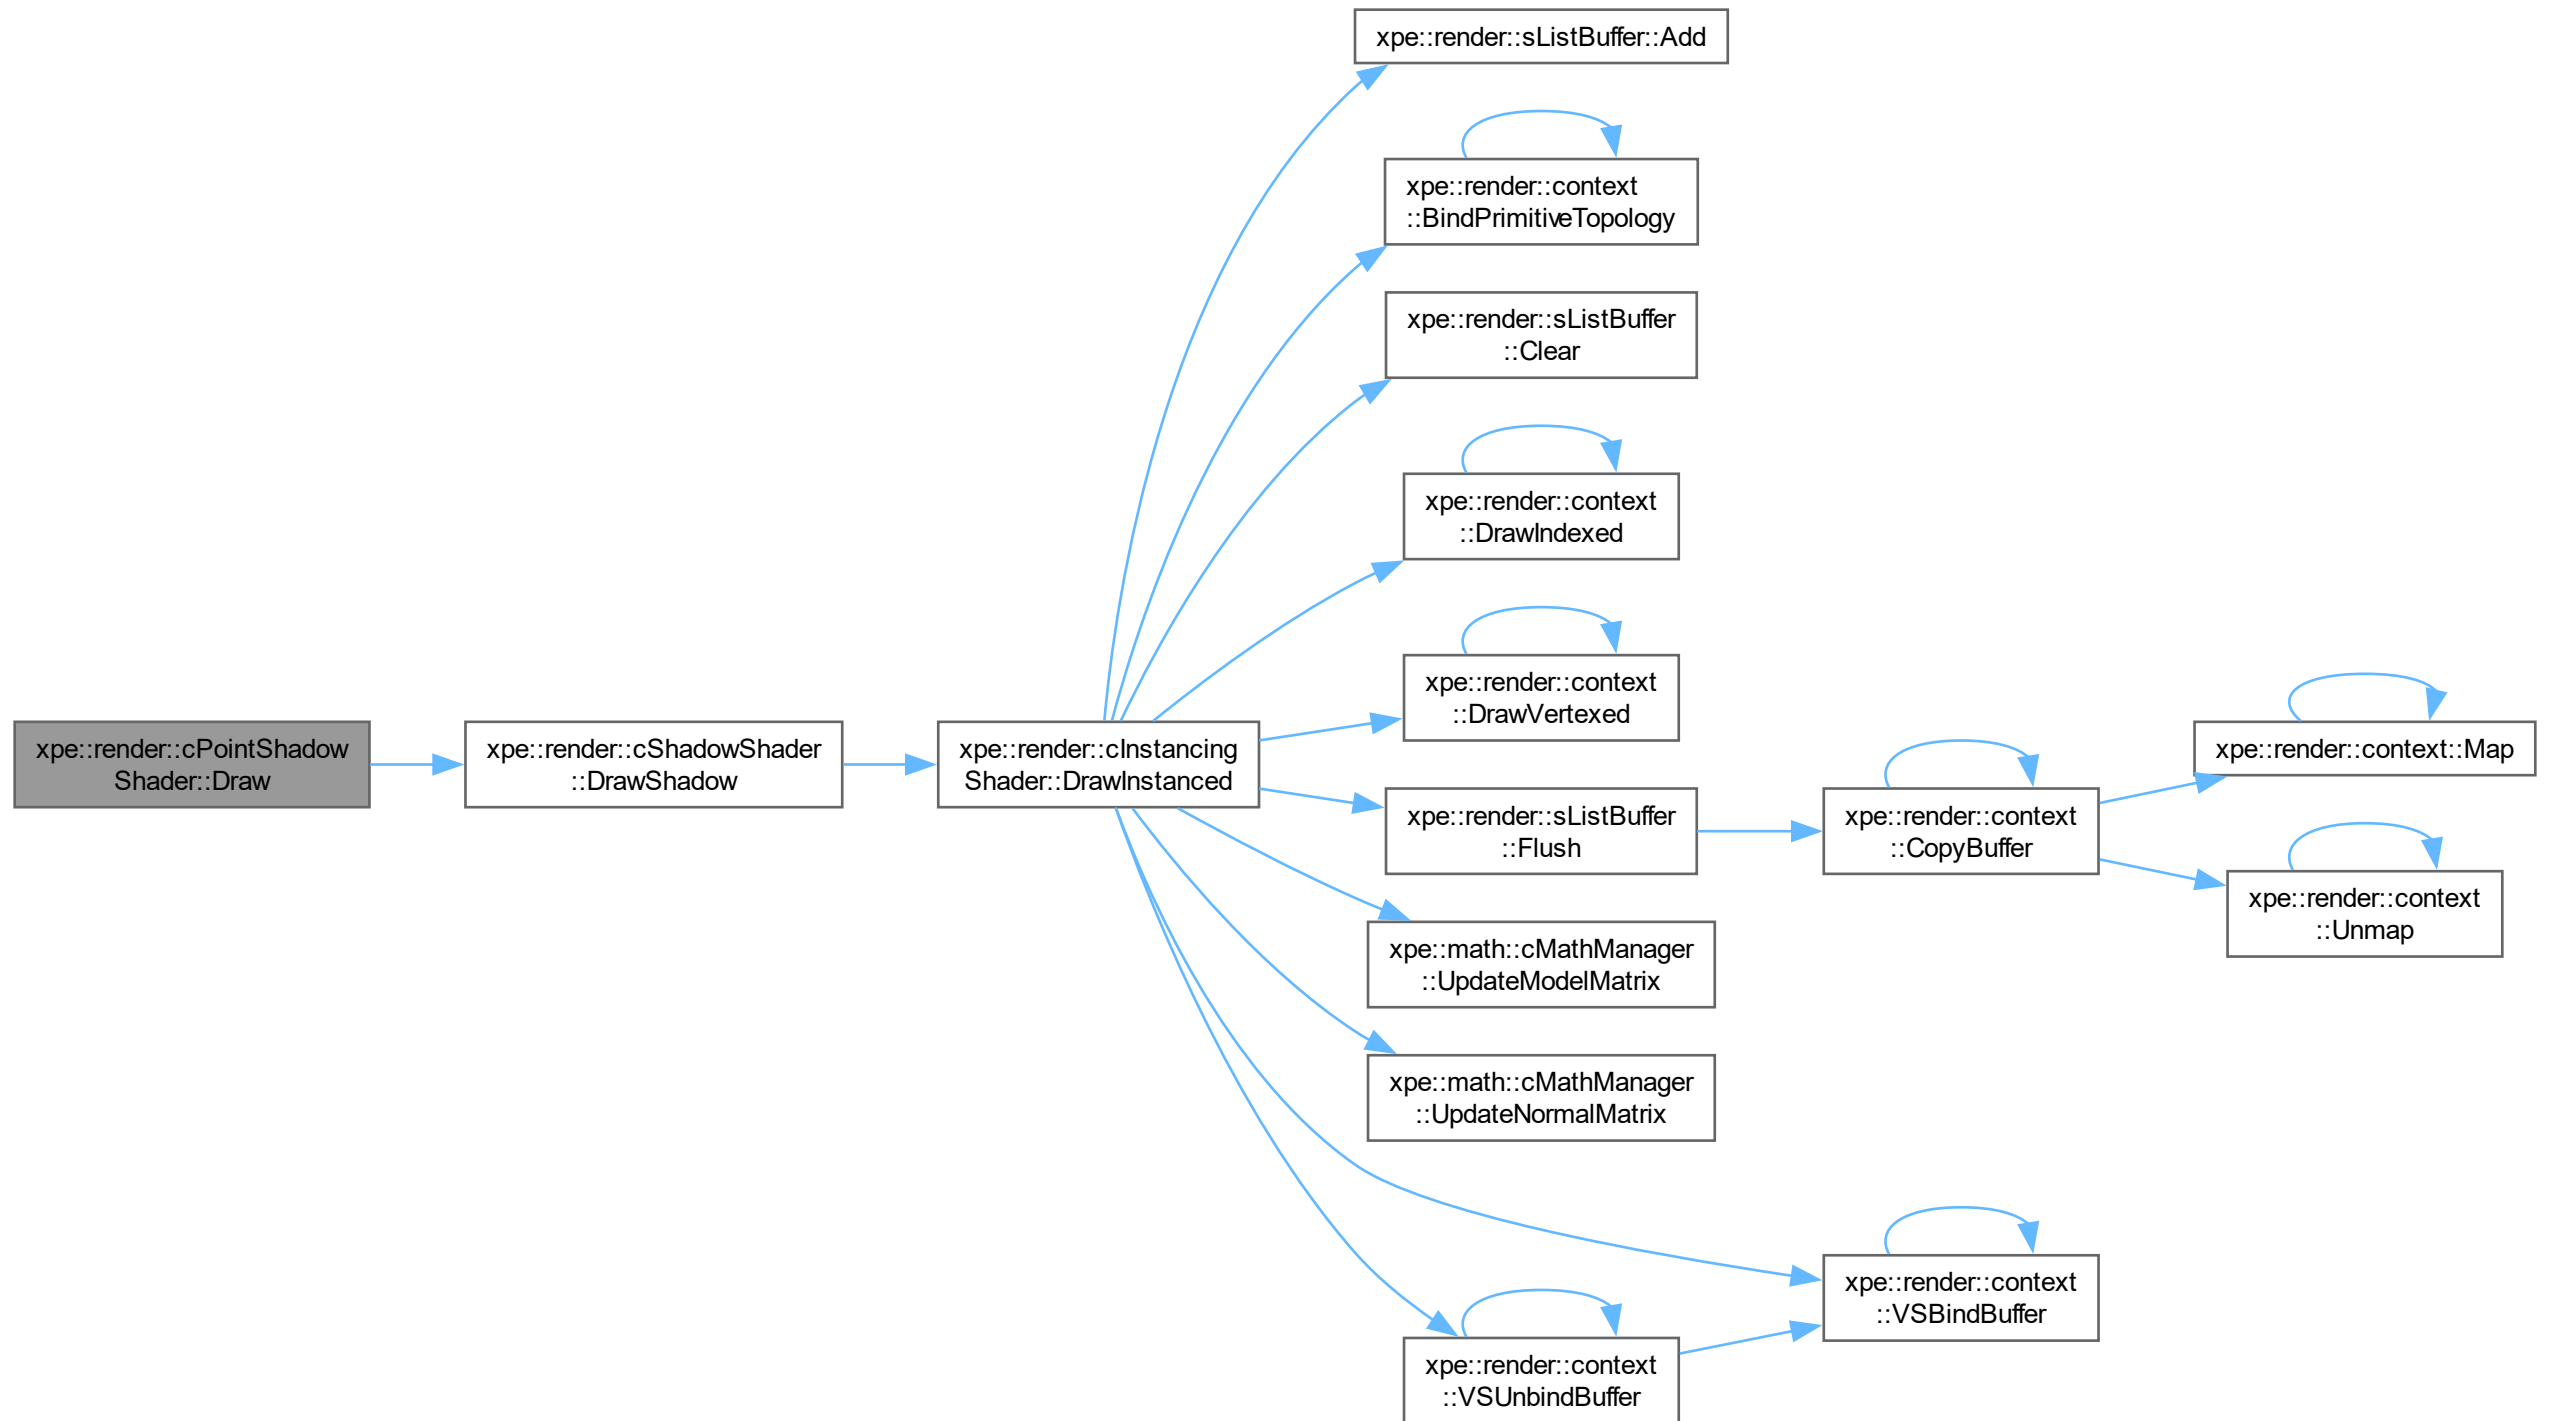 xpe::render::sListBuffer::Add
xpe::render::context
::BindPrimitiveTopology
xpe::render::sListBuffer
::Clear
xpe::render::context
::DrawIndexed
xpe::render::context
::DrawVertexed
xpe::render::cPointShadow
Shader::Draw
xpe::render::cShadowShader
::DrawShadow
xpe::render::cInstancing
Shader::DrawInstanced
xpe::render::sListBuffer
::Flush
xpe::render::context
::CopyBuffer
xpe::render::context::Map
xpe::render::context
::Unmap
xpe::math::cMathManager
::UpdateModelMatrix
xpe::math::cMathManager
::UpdateNormalMatrix
xpe::render::context
::VSBindBuffer
xpe::render::context
::VSUnbindBuffer